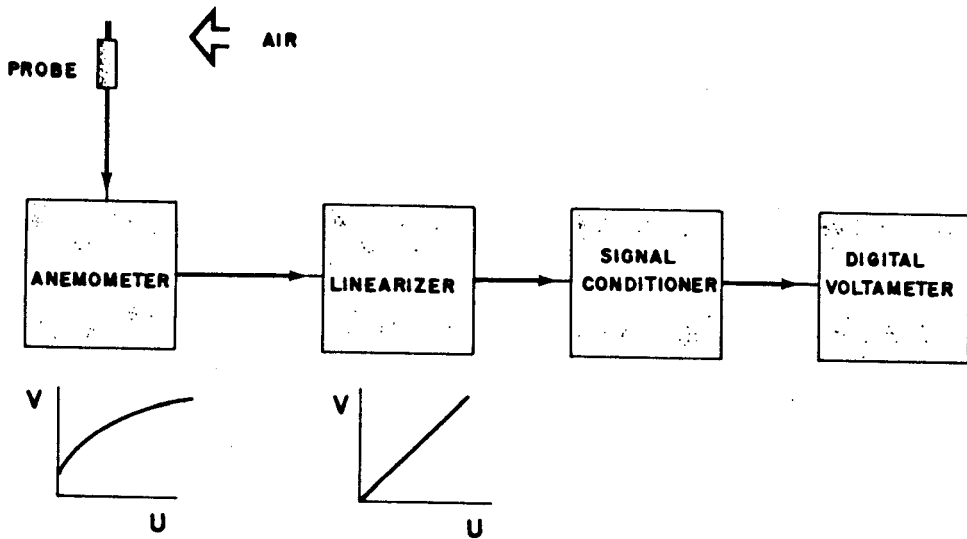 AIR
PROBE
ANEMOMETER
LINEARIZER
SIGNAL
CONDITIONER
DIGITAL
VOLTAMETER
V
U
V
U